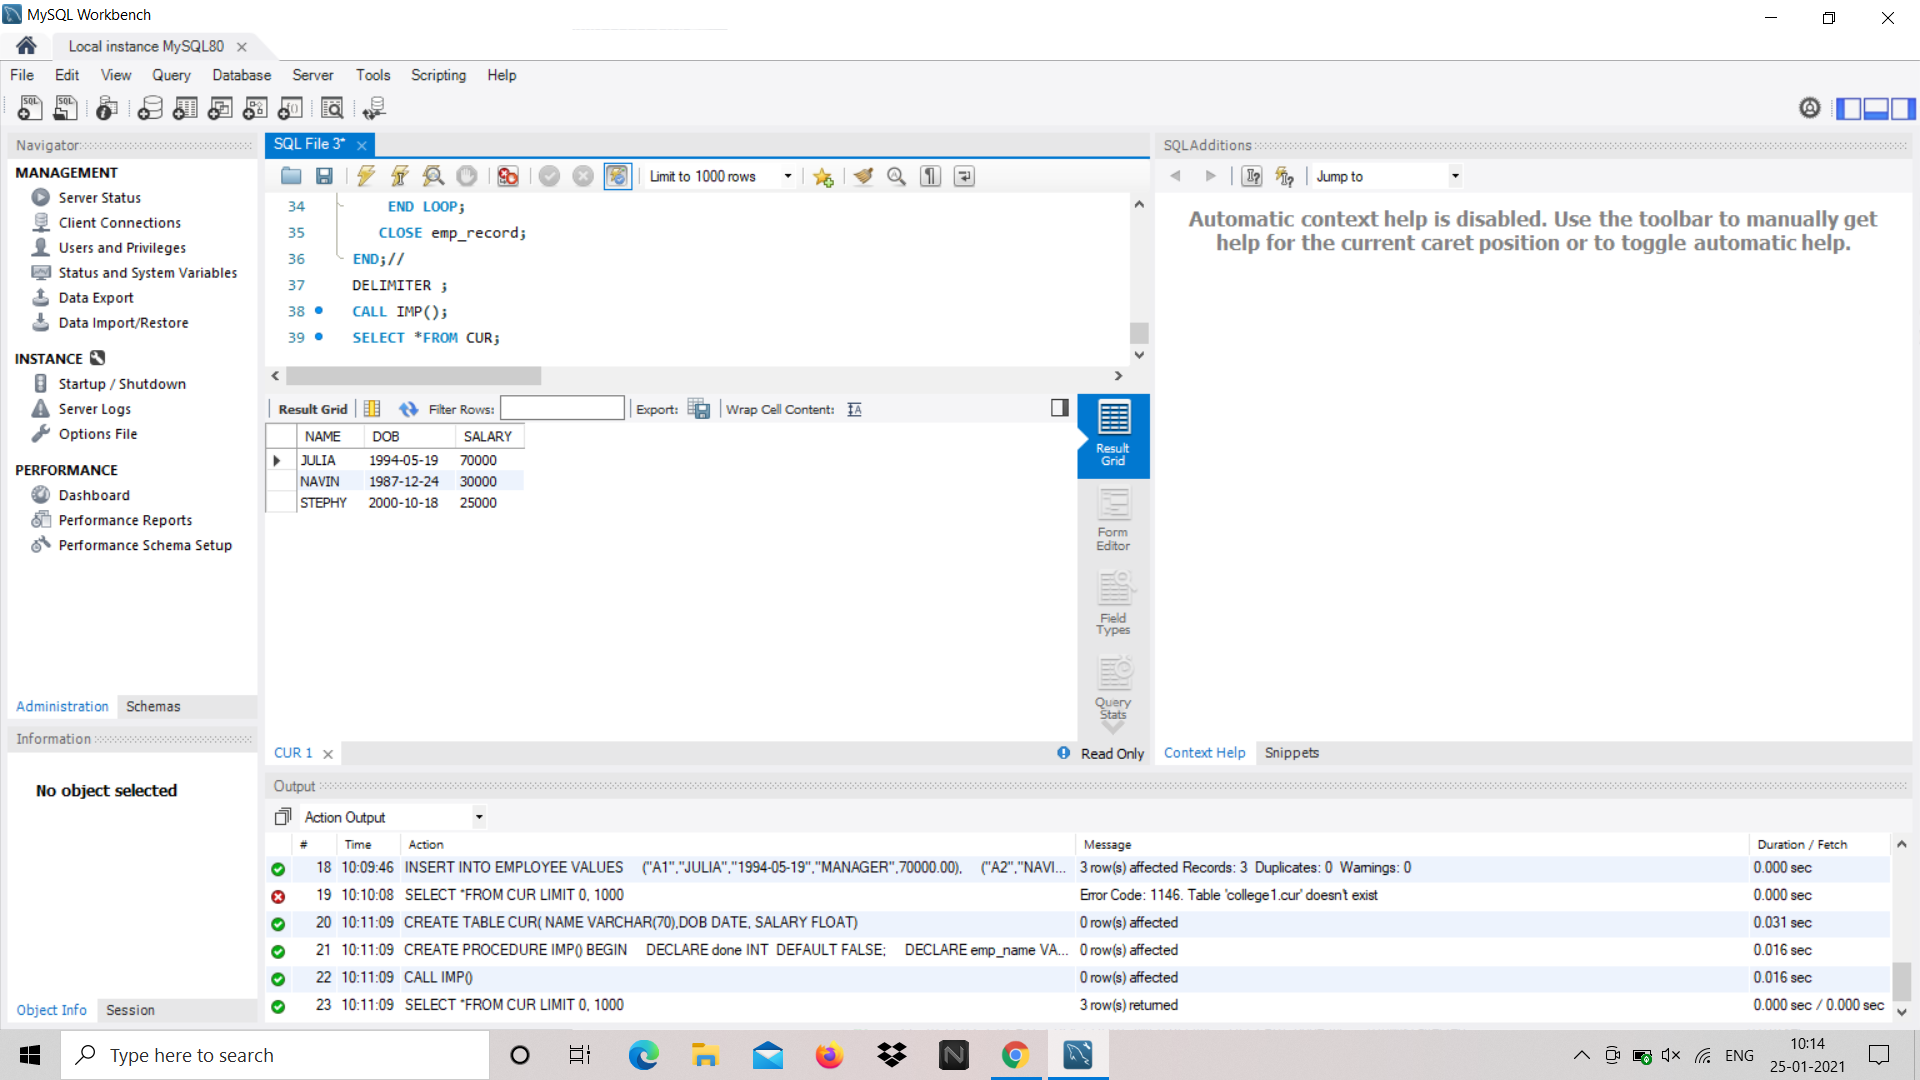 MySQL Workbench
Local instance MySQL80
File Edit View Query Database Server Tools Scripting Help
Navigator
MANAGEMENT
Server Status
Client Connections
Users and Privileges
Status and System Variables
Data Export
Data Import/Restore
INSTANCE
Startup / Shutdown
Server Logs
Options File
PERFORMANCE
Dashboard
Performance Reports
Performance Schema Setup
Administration Schemas
Information
No object selected
Object Info Session
SQL File 3*
Limit to 1000 rows
34 END LOOP;
35 CLOSE emp_record;
36 END;//
37 DELIMITER ;
38 CALL IMP();
39 SELECT *FROM CUR;
Result Grid Filter Rows: Export: Wrap Cell Content:
NAME DOB SALARY
JULIA 1994-05-19 70000
NAVIN 1987-12-24 30000
STEPHY 2000-10-18 25000
Result
Grid
Form
Editor
Field
Types
Query
Stats
CUR 1
Read Only
SQLAdditions
Jump to
Automatic context help is disabled. Use the toolbar to manually get
help for the current caret position or to toggle automatic help.
Context Help Snippets
Output
Action Output
# Time Action Message Duration / Fetch
18 10:09:46 INSERT INTO EMPLOYEE VALUES ("A1","JULIA","1994-05-19","MANAGER",70000.00), ("A2","NAVI... 3 row(s) affected Records: 3 Duplicates: 0 Warnings: 0 0.000 sec
19 10:10:08 SELECT *FROM CUR LIMIT 0, 1000 Error Code: 1146. Table 'college1.cur' doesn't exist 0.000 sec
20 10:11:09 CREATE TABLE CUR( NAME VARCHAR(70),DOB DATE, SALARY FLOAT) 0 row(s) affected 0.031 sec
21 10:11:09 CREATE PROCEDURE IMP() BEGIN DECLARE done INT DEFAULT FALSE; DECLARE emp_name VA... 0 row(s) affected 0.016 sec
22 10:11:09 CALL IMP() 0 row(s) affected 0.016 sec
23 10:11:09 SELECT *FROM CUR LIMIT 0, 1000 3 row(s) returned 0.000 sec / 0.000 sec
Type here to search
ENG
10:14
25-01-2021